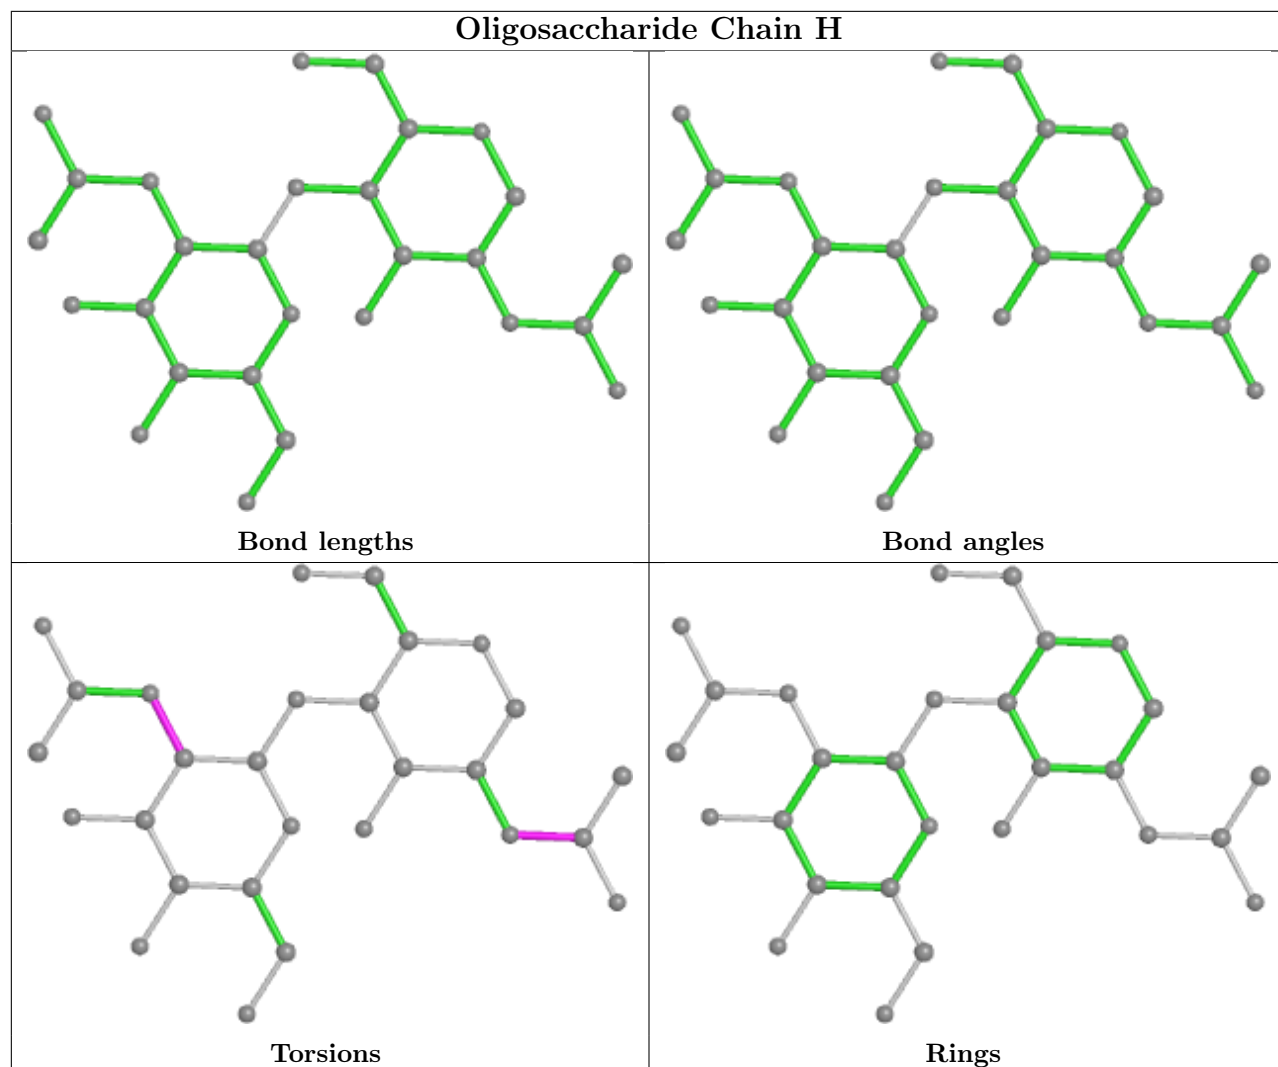 Oligosaccharide Chain H
Bond lengths
Bond angles
Torsions
Rings